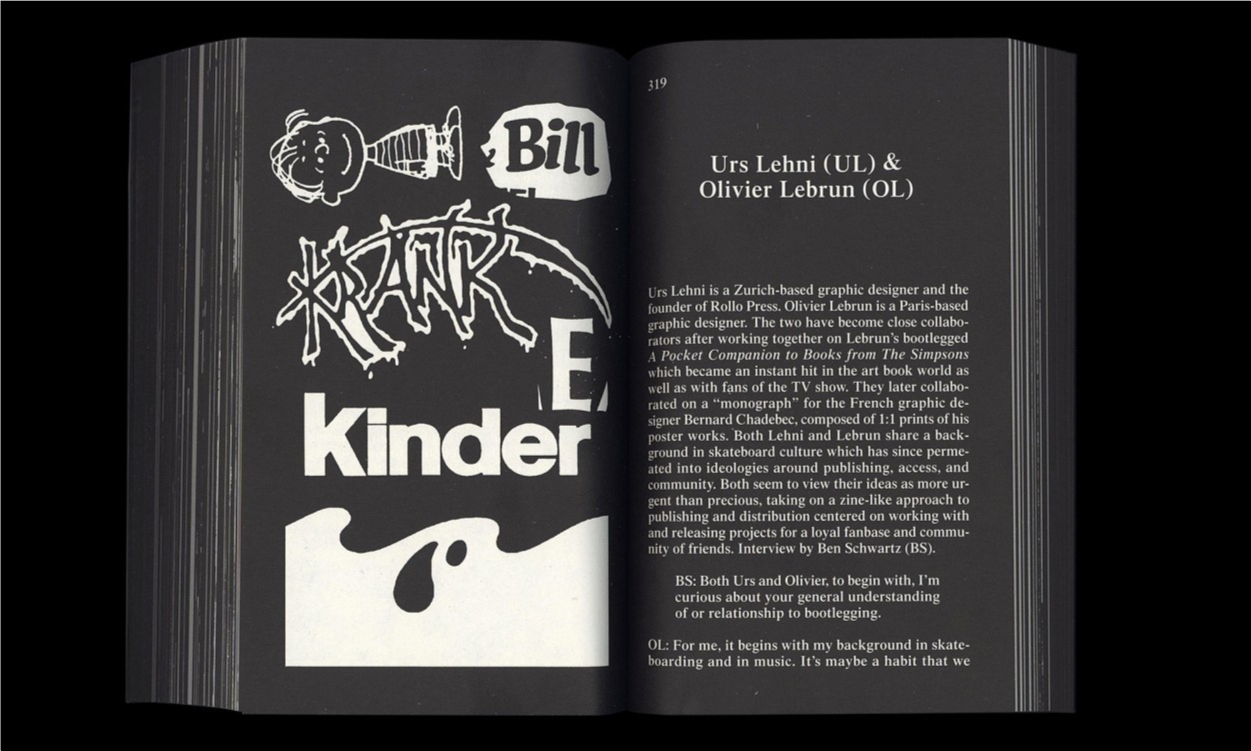 Bill
KRANK
E
Kinder
319
Urs Lehni (UL) &
Olivier Lebrun (OL)
Urs Lehni is a Zurich-based graphic designer and the
founder of Rollo Press. Olivier Lebrun is a Paris-based
graphic designer. The two have become close collabo-
rators after working together on Lebrun's bootlegged
A Pocket Companion to Books from The Simpsons
which became an instant hit in the art book world as
well as with fans of the TV show. They later collabo-
rated on a “monograph” for the French graphic de-
signer Bernard Chadebec, composed of 1:1 prints of his
poster works. Both Lehni and Lebrun share a back-
ground in skateboard culture which has since perme-
ated into ideologies around publishing, access, and
community. Both seem to view their ideas as more ur-
gent than precious, taking on a zine-like approach to
publishing and distribution centered on working with
and releasing projects for a loyal fanbase and commu-
nity of friends. Interview by Ben Schwartz (BS).
BS: Both Urs and Olivier, to begin with, I'm
curious about your general understanding
of or relationship to bootlegging.
OL: For me, it begins with my background in skate-
boarding and in music. It's maybe a habit that we